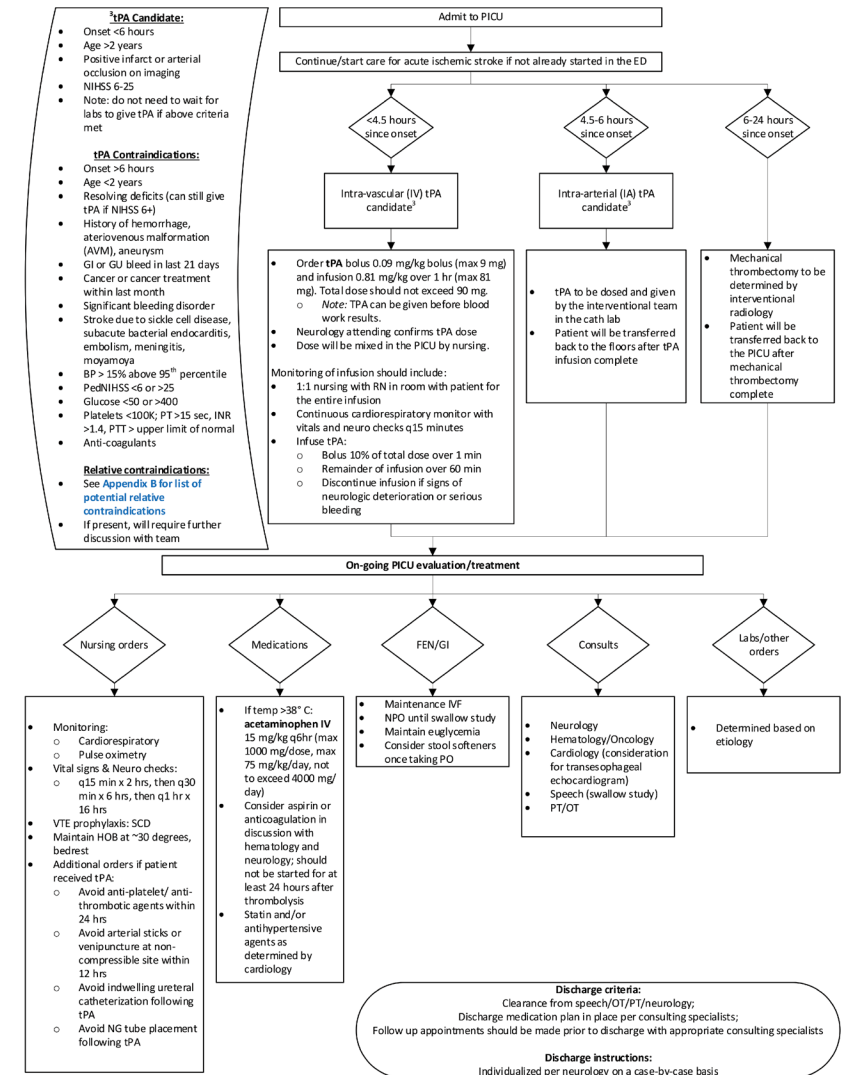 ³tPA Candidate:
• Onset <6 hours
• Age >2 years
• Positive infarct or arterial
occlusion on imaging
• NIHSS 6-25
• Note: do not need to wait for
labs to give tPA if above criteria
met
tPA Contraindications:
• Onset >6 hours
• Age <2 years
• Resolving deficits (can still give
tPA if NIHSS 6+)
• History of hemorrhage,
ateriovenous malformation
(AVM), aneurysm
• GI or GU bleed in last 21 days
• Cancer or cancer treatment
within last month
• Significant bleeding disorder
• Stroke due to sickle cell disease,
subacute bacterial endocarditis,
embolism, meningitis,
moyamoya
• BP > 15% above 95th percentile
• PedNIHSS <6 or >25
• Glucose <50 or >400
• Platelets <100K; PT >15 sec, INR
>1.4, PTT > upper limit of normal
• Anti-coagulants
Relative contraindications:
• See Appendix B for list of
potential relative
contraindications
• If present, will require further
discussion with team
Admit to PICU
Continue/start care for acute ischemic stroke if not already started in the ED
<4.5 hours
since onset
4.5-6 hours
since onset
6-24 hours
since onset
Intra-vascular (IV) tPA
candidate³
Intra-arterial (IA) tPA
candidate³
• Order tPA bolus 0.09 mg/kg bolus (max 9 mg)
and infusion 0.81 mg/kg over 1 hr (max 81
mg). Total dose should not exceed 90 mg.
o Note: TPA can be given before blood
work results.
• Neurology attending confirms tPA dose
• Dose will be mixed in the PICU by nursing.
Monitoring of infusion should include:
• 1:1 nursing with RN in room with patient for
the entire infusion
• Continuous cardiorespiratory monitor with
vitals and neuro checks q15 minutes
• Infuse tPA:
o Bolus 10% of total dose over 1 min
o Remainder of infusion over 60 min
o Discontinue infusion if signs of
neurologic deterioration or serious
bleeding
• tPA to be dosed and given
by the interventional team
in the cath lab
• Patient will be transferred
back to the floors after tPA
infusion complete
• Mechanical
thrombectomy to be
determined by
interventional
radiology
• Patient will be
transferred back to
the PICU after
mechanical
thrombectomy
complete
On-going PICU evaluation/treatment
Nursing orders
Medications
FEN/GI
Consults
Labs/other
orders
• Monitoring:
o Cardiorespiratory
o Pulse oximetry
• Vital signs & Neuro checks:
o q15 min x 2 hrs, then q30
min x 6 hrs, then q1 hr x
16 hrs
• VTE prophylaxis: SCD
• Maintain HOB at ~30 degrees,
bedrest
• Additional orders if patient
received tPA:
o Avoid anti-platelet/ anti-
thrombotic agents within
24 hrs
o Avoid arterial sticks or
venipuncture at non-
compressible site within
12 hrs
o Avoid indwelling ureteral
catheterization following
tPA
o Avoid NG tube placement
following tPA
• If temp >38° C:
acetaminophen IV
15 mg/kg q6hr (max
1000 mg/dose, max
75 mg/kg/day, not
to exceed 4000 mg/
day)
• Consider aspirin or
anticoagulation in
discussion with
hematology and
neurology; should
not be started for at
least 24 hours after
thrombolysis
• Statin and/or
antihypertensive
agents as
determined by
cardiology
• Maintenance IVF
• NPO until swallow study
• Maintain euglycemia
• Consider stool softeners
once taking PO
• Neurology
• Hematology/Oncology
• Cardiology (consideration
for transesophageal
echocardiogram)
• Speech (swallow study)
• PT/OT
• Determined based on
etiology
Discharge criteria:
Clearance from speech/OT/PT/neurology;
Discharge medication plan in place per consulting specialists;
Follow up appointments should be made prior to discharge with appropriate consulting specialists
Discharge instructions:
Individualized per neurology on a case-by-case basis